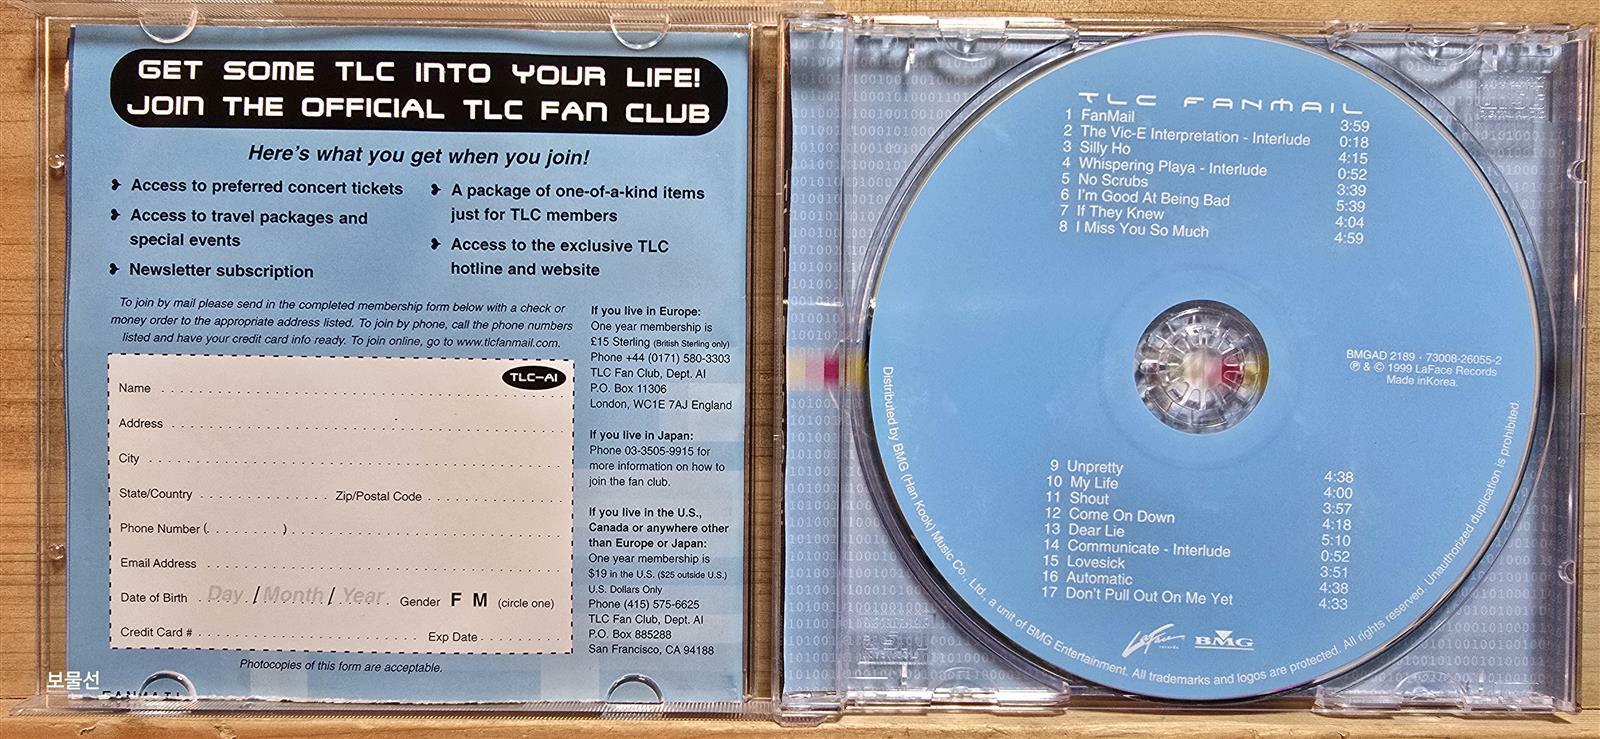 GET SOME TLC INTO YOUR LIFE!
JOIN THE OFFICIAL TLC FAN CLUB
Here's what you get when you join!
Access to preferred concert tickets
Access to travel packages and
special events
Newsletter subscription
A package of one-of-a-kind items
just for TLC members
Access to the exclusive TLC
hotline and website
To join by mail please send in the completed membership form below with a check or
money order to the appropriate address listed. To join by phone, call the phone numbers
listed and have your credit card info ready. To join online, go to www.tlcfanmail.com.
TLC-AI
Name
Address
City
State/Country Zip/Postal Code
Phone Number ( )
Email Address
Date of Birth Day / Month / Year Gender F M (circle one)
Credit Card # Exp Date
Photocopies of this form are acceptable.
If you live in Europe:
One year membership is
£15 Sterling (British Sterling only)
Phone +44 (0171) 580-3303
TLC Fan Club, Dept. AI
P.O. Box 11306
London, WC1E 7AJ England
If you live in Japan:
Phone 03-3505-9915 for
more information on how to
join the fan club.
If you live in the U.S.,
Canada or anywhere other
than Europe or Japan:
One year membership is
$19 in the U.S. ($25 outside U.S.)
U.S. Dollars Only
Phone (415) 575-6625
TLC Fan Club, Dept. AI
P.O. Box 885288
San Francisco, CA 94188
보물선
TLC FANMAIL
1 FanMail 3:59
2 The Vic-E Interpretation - Interlude 0:18
3 Silly Ho 4:15
4 Whispering Playa - Interlude 0:52
5 No Scrubs 3:39
6 I'm Good At Being Bad 5:39
7 If They Knew 4:04
8 I Miss You So Much 4:59
BMGAD 2189 · 73008-26055-2
℗ & © 1999 LaFace Records
Made inKorea.
9 Unpretty 4:38
10 My Life 4:00
11 Shout 3:57
12 Come On Down 4:18
13 Dear Lie 5:10
14 Communicate - Interlude 0:52
15 Lovesick 3:51
16 Automatic 4:38
17 Don't Pull Out On Me Yet 4:33
LaFace records
BMG
Distributed by BMG (Han Kook) Music Co., Ltd., a unit of BMG Entertainment. All trademarks and logos are protected. All rights reserved. Unauthorized duplication is prohibited.